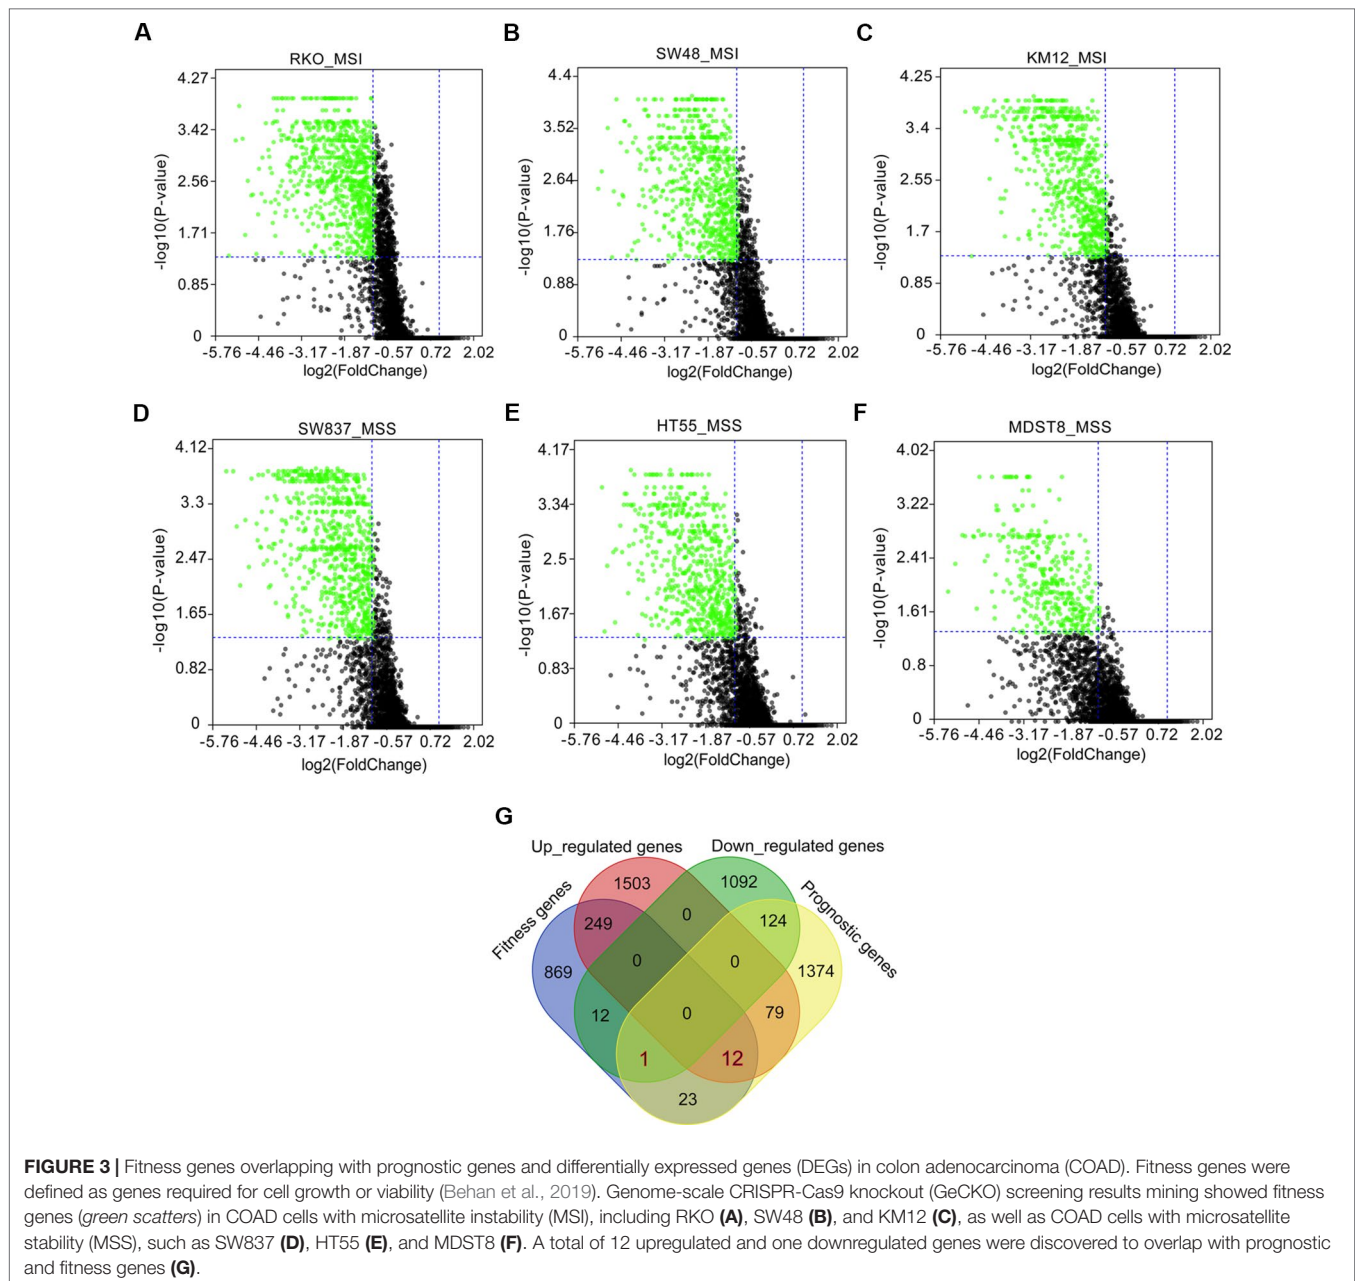 A
RKO_MSI
4.27
3.42
2.56
1.71
0.85
0
-log10(P-value)
-5.76 -4.46 -3.17 -1.87 -0.57 0.72 2.02
log2(FoldChange)
B
SW48_MSI
4.4
3.52
2.64
1.76
0.88
0
-log10(P-value)
-5.76 -4.46 -3.17 -1.87 -0.57 0.72 2.02
log2(FoldChange)
C
KM12_MSI
4.25
3.4
2.55
1.7
0.85
0
-log10(P-value)
-5.76 -4.46 -3.17 -1.87 -0.57 0.72 2.02
log2(FoldChange)
D
SW837_MSS
4.12
3.3
2.47
1.65
0.82
0
-log10(P-value)
-5.76 -4.46 -3.17 -1.87 -0.57 0.72 2.02
log2(FoldChange)
E
HT55_MSS
4.17
3.34
2.5
1.67
0.83
0
-log10(P-value)
-5.76 -4.46 -3.17 -1.87 -0.57 0.72 2.02
log2(FoldChange)
F
MDST8_MSS
4.02
3.22
2.41
1.61
0.8
0
-log10(P-value)
-5.76 -4.46 -3.17 -1.87 -0.57 0.72 2.02
log2(FoldChange)
G
Up_regulated genes Down_regulated genes
Fitness genes
Prognostic genes
1503 1092
249 0 124
869 0 0 1374
12 0 79
1 12
23
FIGURE 3 | Fitness genes overlapping with prognostic genes and differentially expressed genes (DEGs) in colon adenocarcinoma (COAD). Fitness genes were
defined as genes required for cell growth or viability (Behan et al., 2019). Genome-scale CRISPR-Cas9 knockout (GeCKO) screening results mining showed fitness
genes (green scatters) in COAD cells with microsatellite instability (MSI), including RKO (A), SW48 (B), and KM12 (C), as well as COAD cells with microsatellite
stability (MSS), such as SW837 (D), HT55 (E), and MDST8 (F). A total of 12 upregulated and one downregulated genes were discovered to overlap with prognostic
and fitness genes (G).